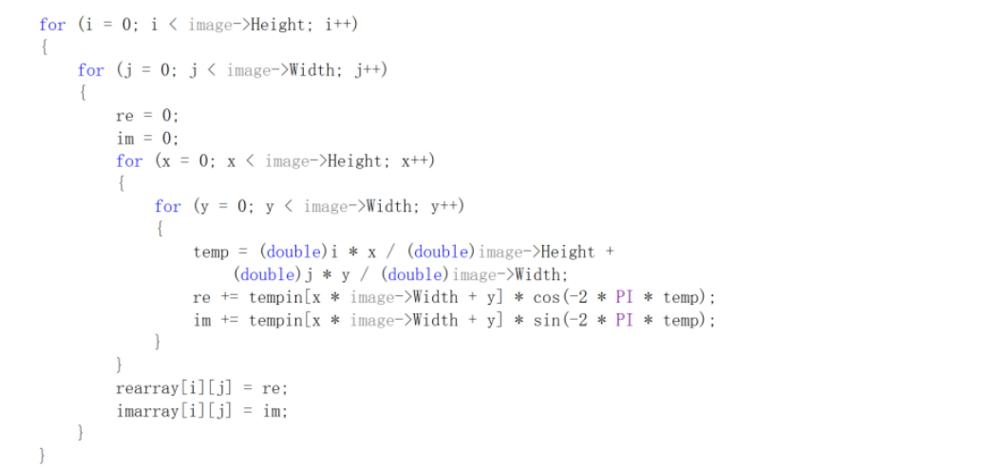 for (i = 0; i < image->Height; i++)
{
for (j = 0; j < image->Width; j++)
{
re = 0;
im = 0;
for (x = 0; x < image->Height; x++)
{
for (y = 0; y < image->Width; y++)
{
temp = (double)i * x / (double)image->Height +
(double)j * y / (double)image->Width;
re += tempin[x * image->Width + y] * cos(-2 * PI * temp);
im += tempin[x * image->Width + y] * sin(-2 * PI * temp);
}
}
rearray[i][j] = re;
imarray[i][j] = im;
}
}